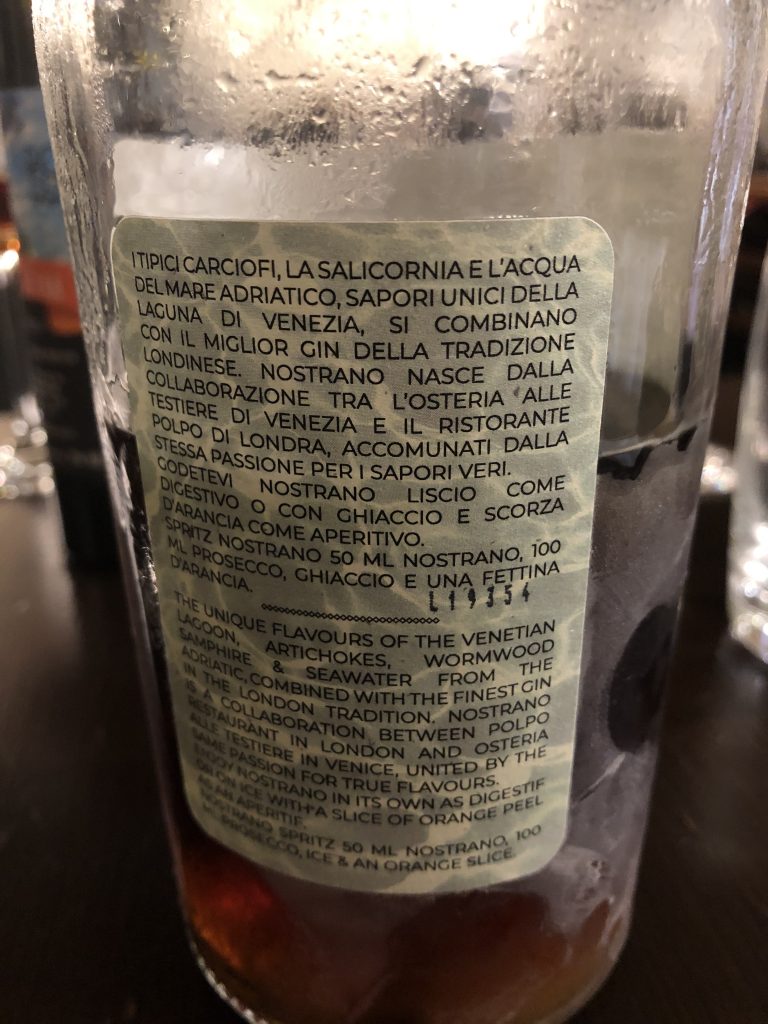 I TIPICI CARCIOFI, LA SALICORNIA E L'ACQUA
DEL MARE ADRIATICO, SAPORI UNICI DELLA
LAGUNA DI VENEZIA, SI COMBINANO
CON IL MIGLIOR GIN DELLA TRADIZIONE
LONDINESE. NOSTRANO NASCE DALLA
COLLABORAZIONE TRA L'OSTERIA ALLE
TESTIERE DI VENEZIA E IL RISTORANTE
POLPO DI LONDRA, ACCOMUNATI DALLA
STESSA PASSIONE PER I SAPORI VERI.
GODETEVI NOSTRANO LISCIO COME
DIGESTIVO O CON GHIACCIO E SCORZA
D'ARANCIA COME APERITIVO.
SPRITZ NOSTRANO 50 ML NOSTRANO, 100
ML PROSECCO, GHIACCIO E UNA FETTINA
D'ARANCIA.
L19354
THE UNIQUE FLAVOURS OF THE VENETIAN
LAGOON, ARTICHOKES, WORMWOOD
SAMPHIRE & SEAWATER FROM THE
ADRIATIC, COMBINED WITH THE FINEST GIN
IN THE LONDON TRADITION. NOSTRANO
IS A COLLABORATION BETWEEN POLPO
RESTAURANT IN LONDON AND OSTERIA
ALLE TESTIERE IN VENICE, UNITED BY THE
SAME PASSION FOR TRUE FLAVOURS.
ENJOY NOSTRANO IN ITS OWN AS DIGESTIF
OR ON ICE WITH A SLICE OF ORANGE PEEL
AS AN APERITIF.
NOSTRANO SPRITZ 50 ML NOSTRANO, 100
ML PROSECCO, ICE & AN ORANGE SLICE.